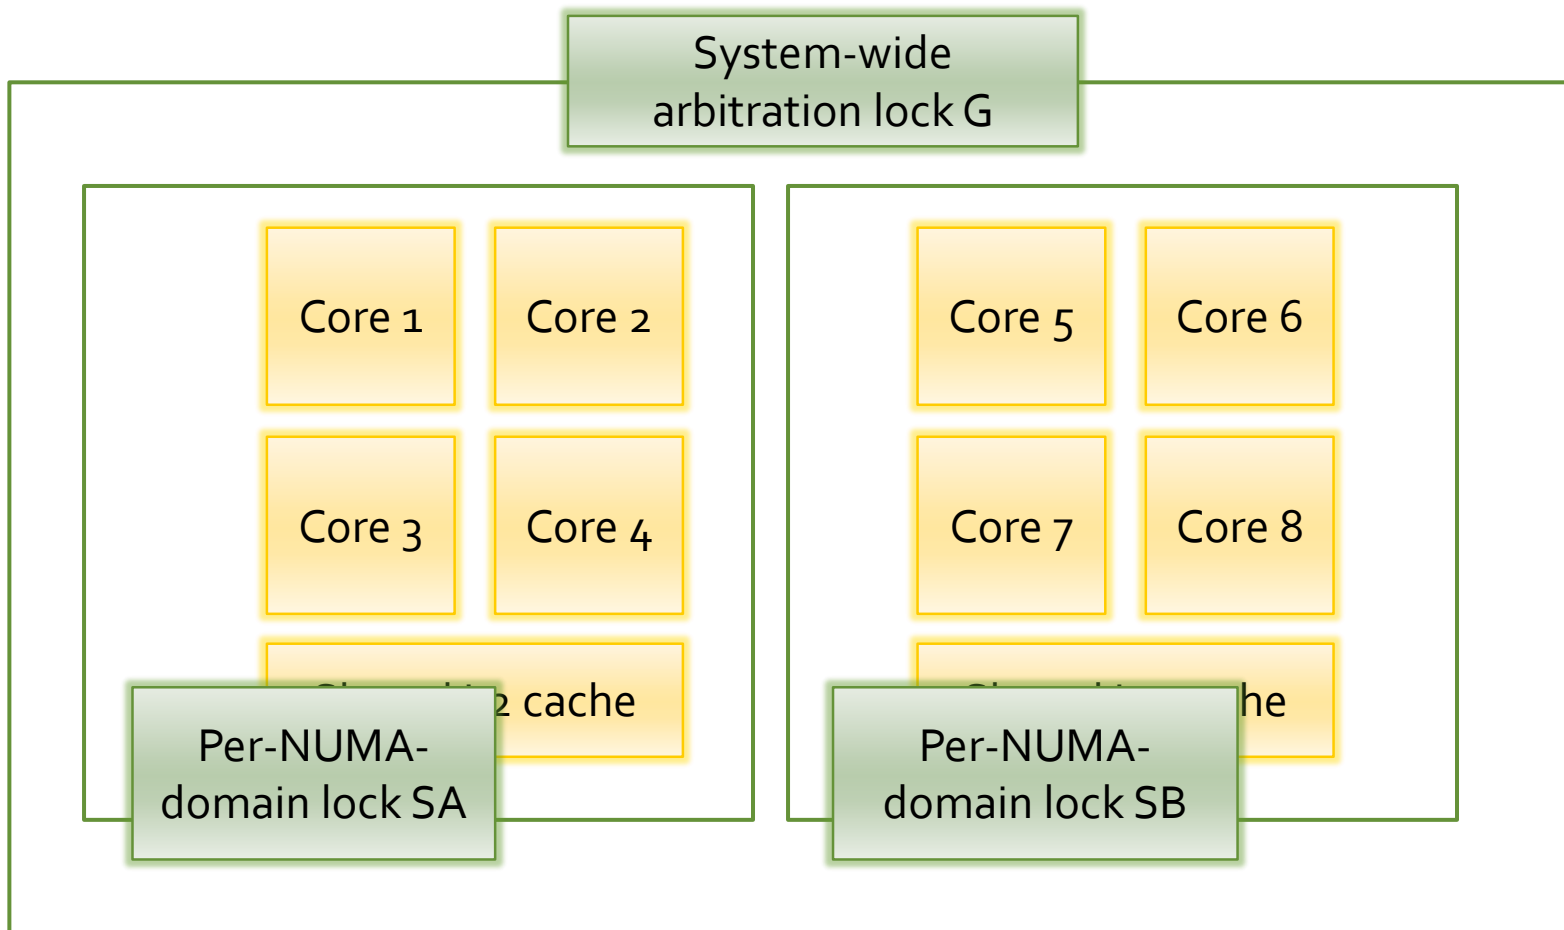 System-wide
arbitration lock G
Core 1
Core 2
Core 5
Core 6
Core 3
Core 4
Core 7
Core 8
2 cache
Per-NUMA-
domain lock SA
Per-NUMA-
domain lock SB